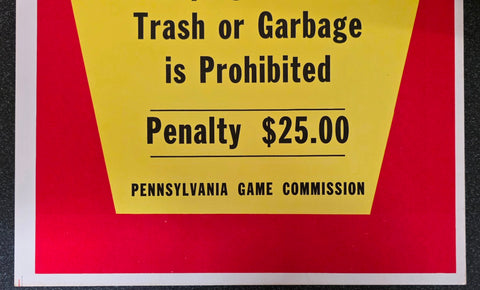 Trash or Garbage
is Prohibited
Penalty $25.00
PENNSYLVANIA GAME COMMISSION